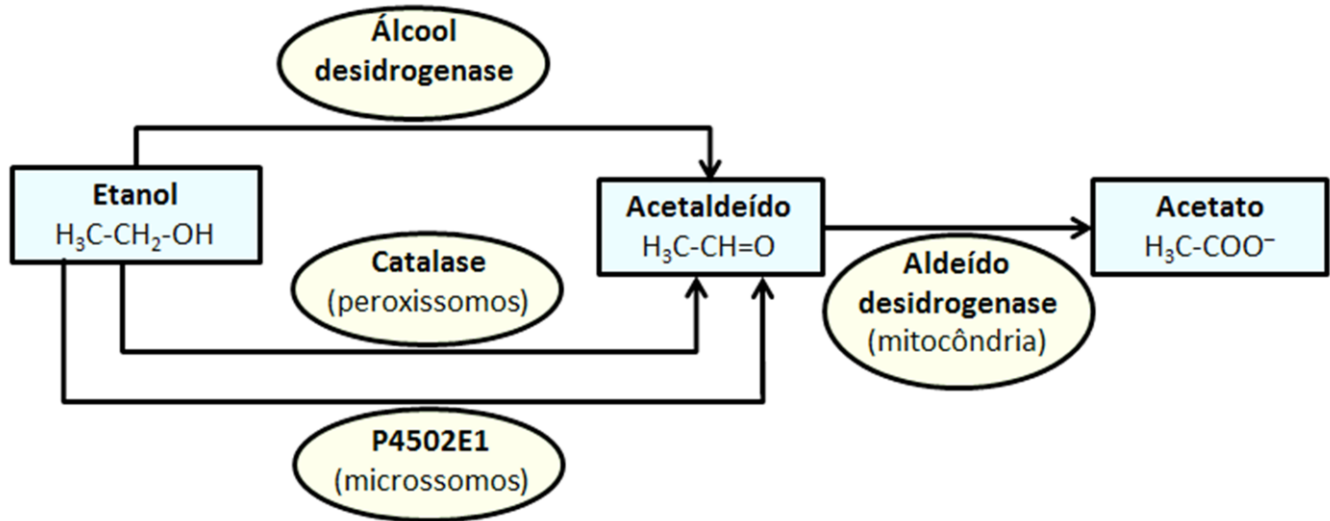 Álcool
desidrogenase
Etanol
H₃C-CH₂-OH
Acetaldeído
H₃C-CH=O
Acetato
H₃C-COO⁻
Catalase
(peroxissomos)
Aldeído
desidrogenase
(mitocôndria)
P4502E1
(microssomos)